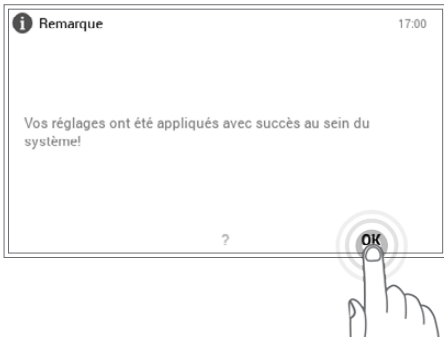 Remarque
17:00
Vos réglages ont été appliqués avec succès au sein du
système!
?
OK